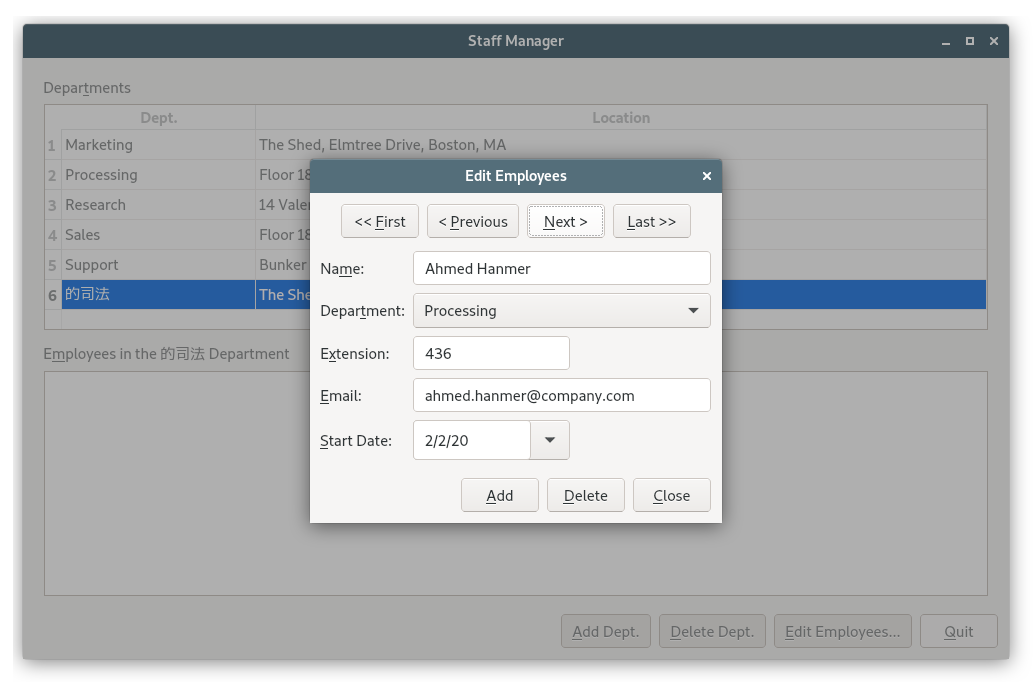 Staff Manager
Departments
Dept. Location
1 Marketing The Shed, Elmtree Drive, Boston, MA
2 Processing Floor 18
3 Research 14 Vale
4 Sales Floor 18
5 Support Bunker
6 的司法 The She
Employees in the 的司法 Department
Edit Employees
<< First < Previous Next > Last >>
Name: Ahmed Hanmer
Department: Processing
Extension: 436
Email: ahmed.hanmer@company.com
Start Date: 2/2/20
Add Delete Close
Add Dept. Delete Dept. Edit Employees... Quit